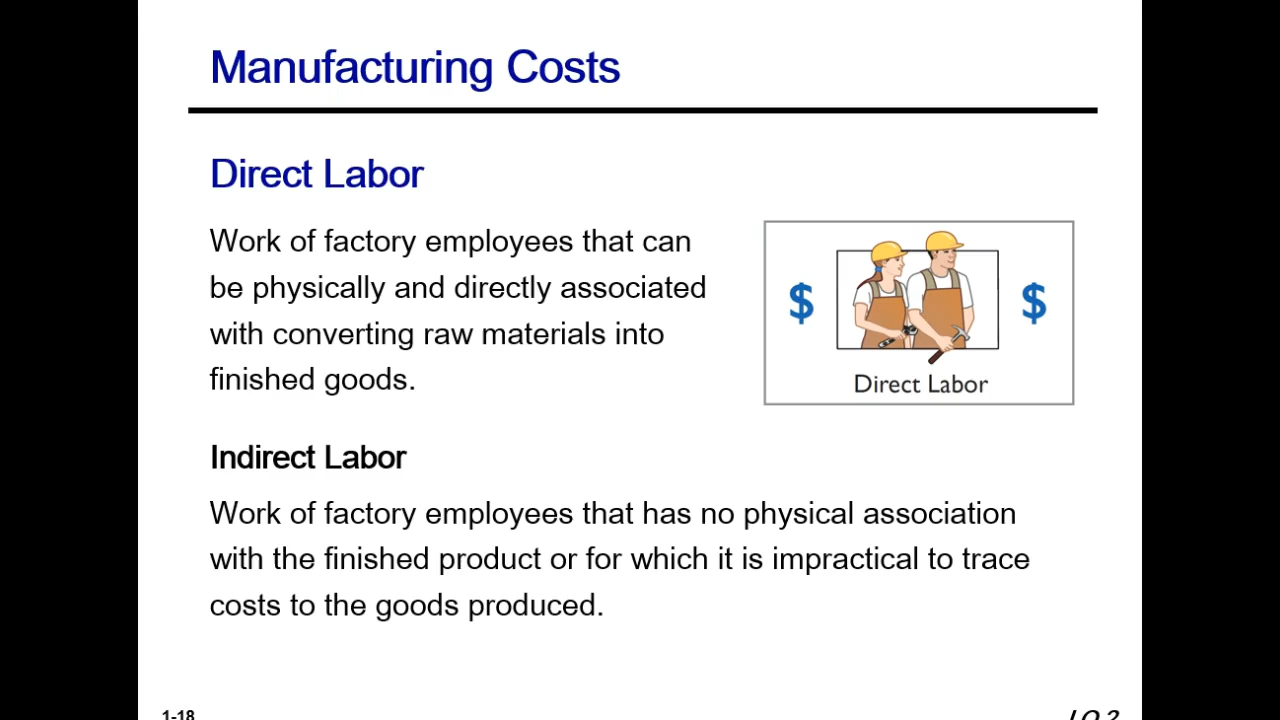 Manufacturing Costs
Direct Labor
Work of factory employees that can
be physically and directly associated
with converting raw materials into
finished goods.
$ $
Direct Labor
Indirect Labor
Work of factory employees that has no physical association
with the finished product or for which it is impractical to trace
costs to the goods produced.
1-18
LO 2